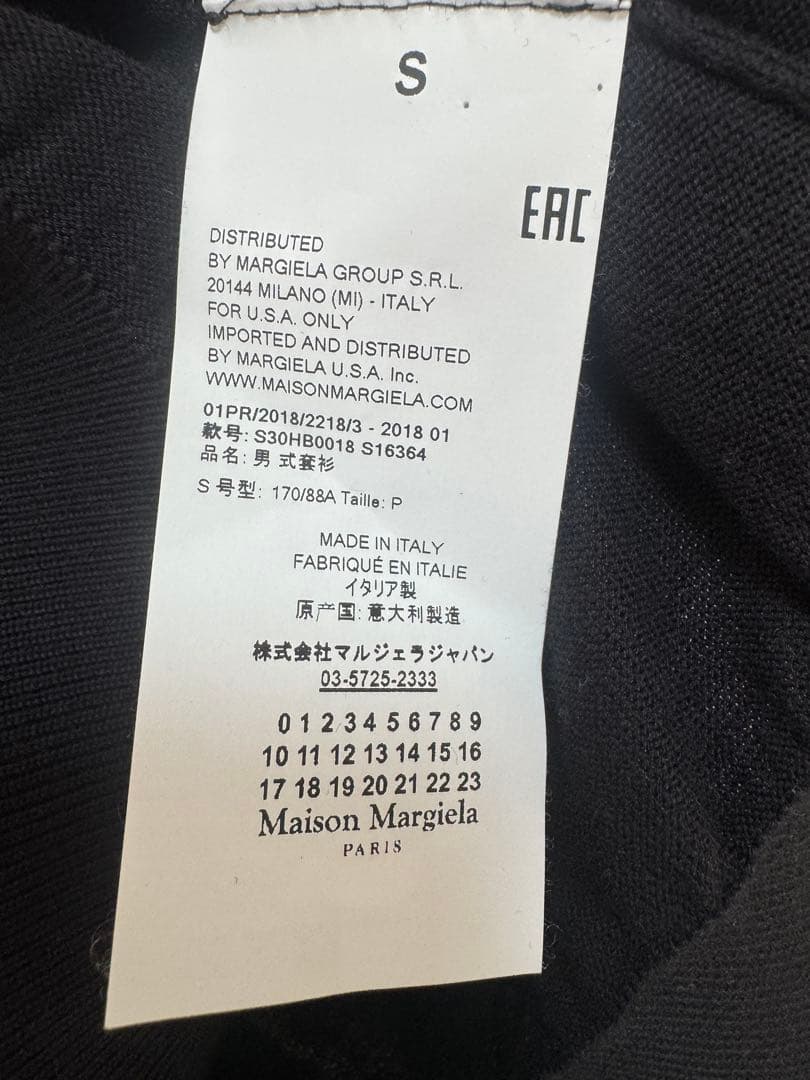 S
EAC
DISTRIBUTED
BY MARGIELA GROUP S.R.L.
20144 MILANO (MI) - ITALY
FOR U.S.A. ONLY
IMPORTED AND DISTRIBUTED
BY MARGIELA U.S.A. Inc.
WWW.MAISONMARGIELA.COM
01PR/2018/2218/3 - 2018 01
款号: S30HB0018 S16364
品名: 男 式套衫
S 号型: 170/88A Taille: P
MADE IN ITALY
FABRIQUÉ EN ITALIE
イタリア製
原产国: 意大利製造
株式会社マルジェラジャパン
03-5725-2333
0 1 2 3 4 5 6 7 8 9
10 11 12 13 14 15 16
17 18 19 20 21 22 23
Maison Margiela
PARIS